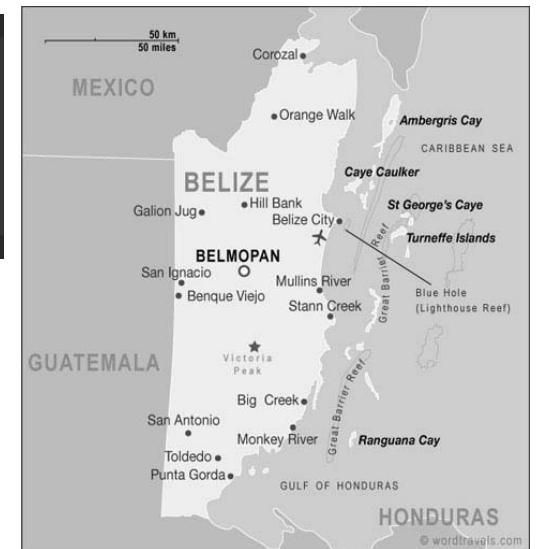 50 km
50 miles
Corozal
MEXICO
Orange Walk
Ambergris Cay
CARIBBEAN SEA
Caye Caulker
BELIZE
Hill Bank
St George's Caye
Galion Jug
Belize City
Turneffe Islands
Great Barrier Reef
BELMOPAN
San Ignacio
Mullins River
Blue Hole
(Lighthouse Reef)
Benque Viejo
Stann Creek
GUATEMALA
Victoria
Peak
Great Barrier Reef
Big Creek
San Antonio
Monkey River
Ranguana Cay
Toldedo
Punta Gorda
GULF OF HONDURAS
HONDURAS
© wordtravels.com